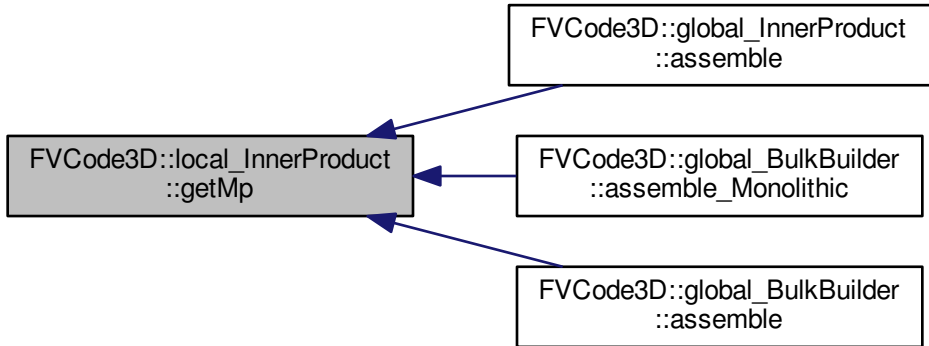 FVCode3D::global_InnerProduct
::assemble
FVCode3D::local_InnerProduct
::getMp
FVCode3D::global_BulkBuilder
::assemble_Monolithic
FVCode3D::global_BulkBuilder
::assemble